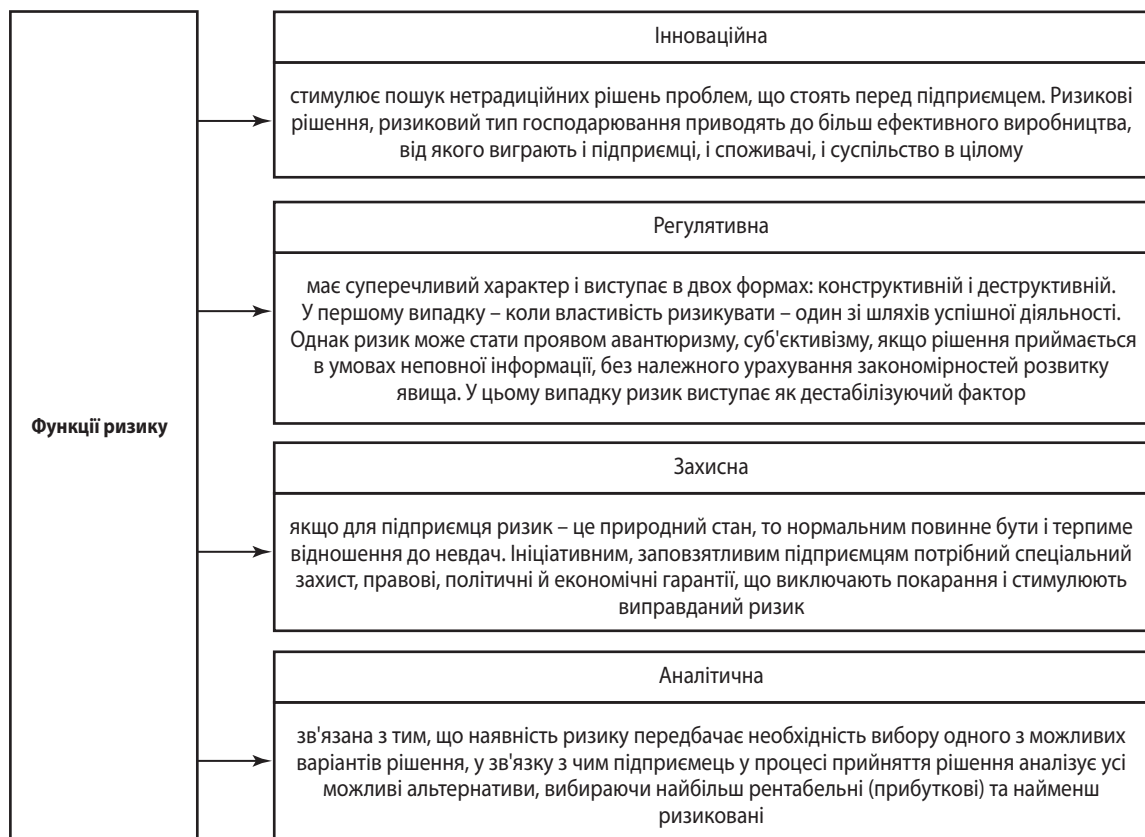 Функції ризику
Інноваційна
стимулює пошук нетрадиційних рішень проблем, що стоять перед підприємцем. Ризикові
рішення, ризиковий тип господарювання приводять до більш ефективного виробництва,
від якого виграють і підприємці, і споживачі, і суспільство в цілому
Регулятивна
має суперечливий характер і виступає в двох формах: конструктивній і деструктивній.
У першому випадку – коли властивість ризикувати – один зі шляхів успішної діяльності.
Однак ризик може стати проявом авантюризму, суб'єктивізму, якщо рішення приймається
в умовах неповної інформації, без належного урахування закономірностей розвитку
явища. У цьому випадку ризик виступає як дестабілізуючий фактор
Захисна
якщо для підприємця ризик – це природний стан, то нормальним повинне бути і терпиме
відношення до невдач. Ініціативним, заповзятливим підприємцям потрібний спеціальний
захист, правові, політичні й економічні гарантії, що виключають покарання і стимулюють
виправданий ризик
Аналітична
зв'язана з тим, що наявність ризику передбачає необхідність вибору одного з можливих
варіантів рішення, у зв'язку з чим підприємець у процесі прийняття рішення аналізує усі
можливі альтернативи, вибираючи найбільш рентабельні (прибуткові) та найменш
ризиковані